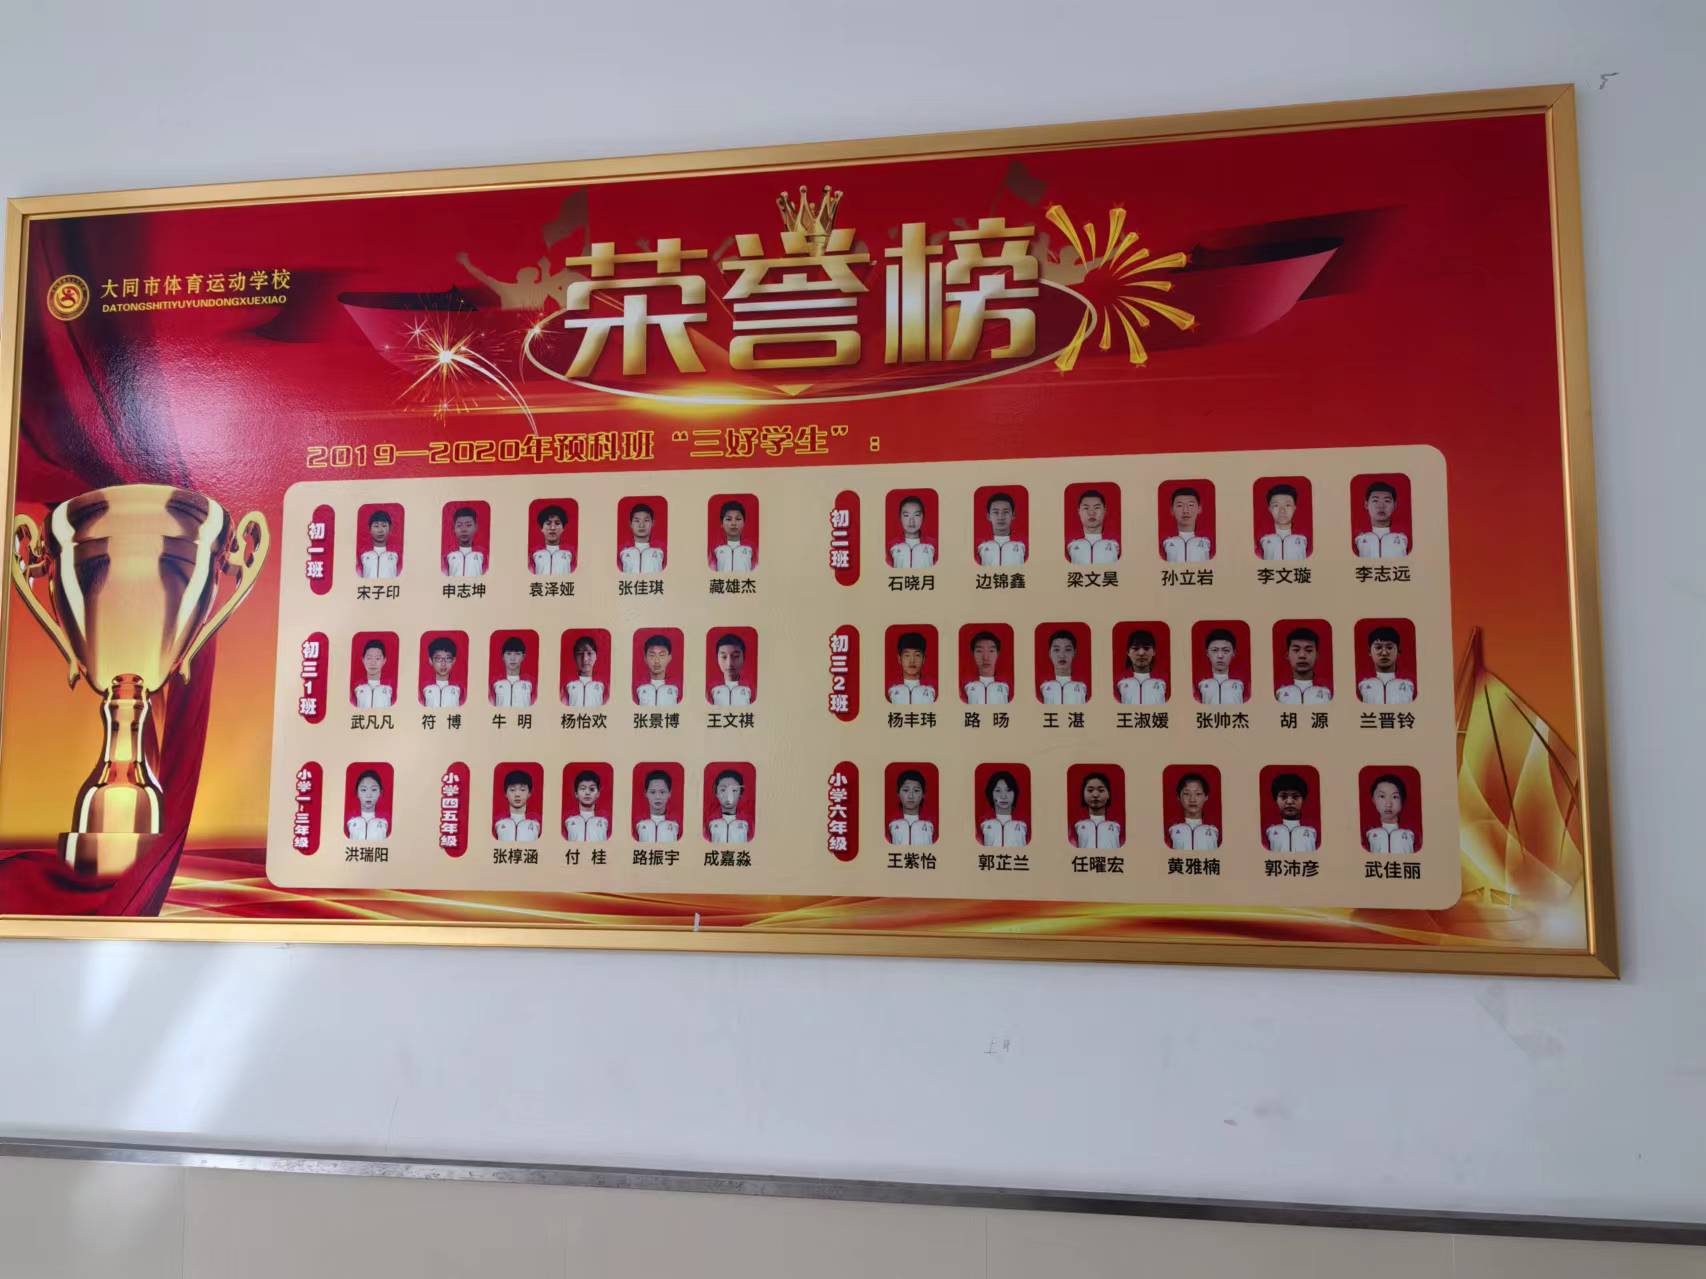 大同市体育运动学校
DATONGSHITIYUYUNDONGXUEXIAO
荣誉榜
2019—2020年预科班“三好学生”：
初一班
宋子印 申志坤 袁泽娅 张佳琪 藏雄杰
初二班
石晓月 边锦鑫 梁文昊 孙立岩 李文璇 李志远
初三1班
武凡凡 符 博 牛 明 杨怡欢 张景博 王文祺
初三2班
杨丰玮 路 旸 王 湛 王淑媛 张帅杰 胡 源 兰晋铃
小学一~三年级
洪瑞阳
小学四五年级
张椁涵 付 桂 路振宇 成嘉淼
小学六年级
王紫怡 郭芷兰 任曜宏 黄雅楠 郭沛彦 武佳丽